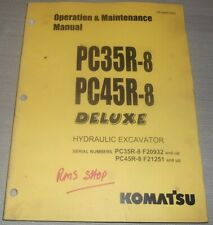 Operation & Maintenance
Manual
PC35R-8
PC45R-8
DELUXE
HYDRAULIC EXCAVATOR
SERIAL NUMBERS PC35R-8 F20932 and up
PC45R-8 F21251 and up
RMS SHOP
KOMATSU